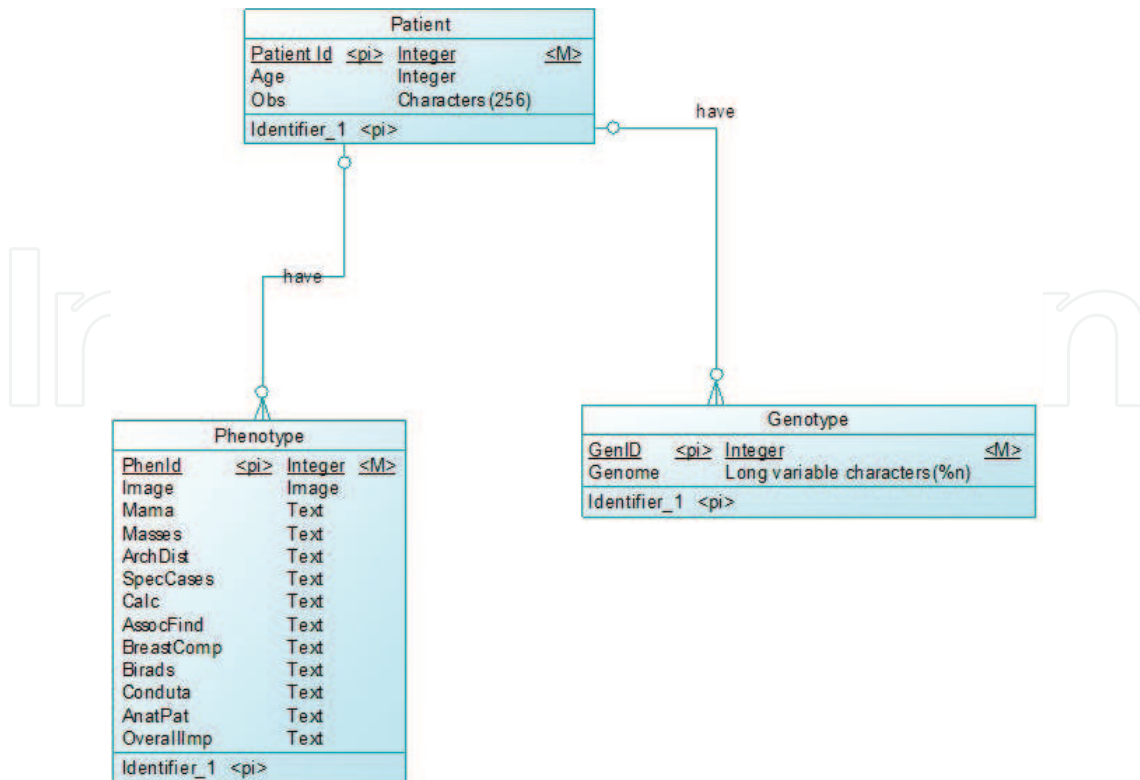 Patient
Patient Id <pi> Integer <M>
Age Integer
Obs Characters (256)
Identifier_1 <pi>
have
have
Phenotype
PhenId <pi> Integer <M>
Image Image
Mama Text
Masses Text
ArchDist Text
SpecCases Text
Calc Text
AssocFind Text
BreastComp Text
Birads Text
Conduta Text
AnatPat Text
OverallImp Text
Identifier_1 <pi>
Genotype
GenID <pi> Integer <M>
Genome Long variable characters (%n)
Identifier_1 <pi>